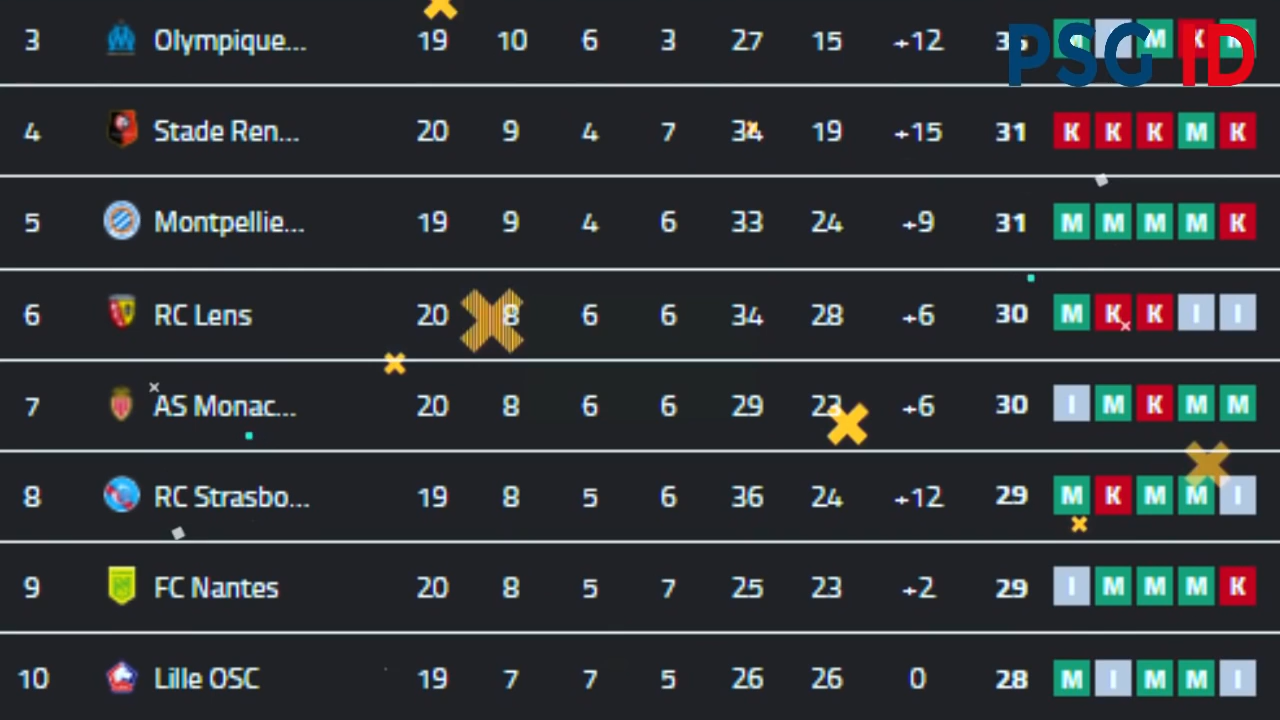 3 Olympique... 19 10 6 3 27 15 +12 M I M K M
PSG ID
4 Stade Ren... 20 9 4 7 34 19 +15 31 K K K M K
5 Montpellie... 19 9 4 6 33 24 +9 31 M M M M K
6 RC Lens 20 8 6 6 34 28 +6 30 M K K I I
7 AS Monac... 20 8 6 6 29 23 +6 30 I M K M M
8 RC Strasbo... 19 8 5 6 36 24 +12 29 M K M M I
9 FC Nantes 20 8 5 7 25 23 +2 29 I M M M K
10 Lille OSC 19 7 7 5 26 26 0 28 M I M M I